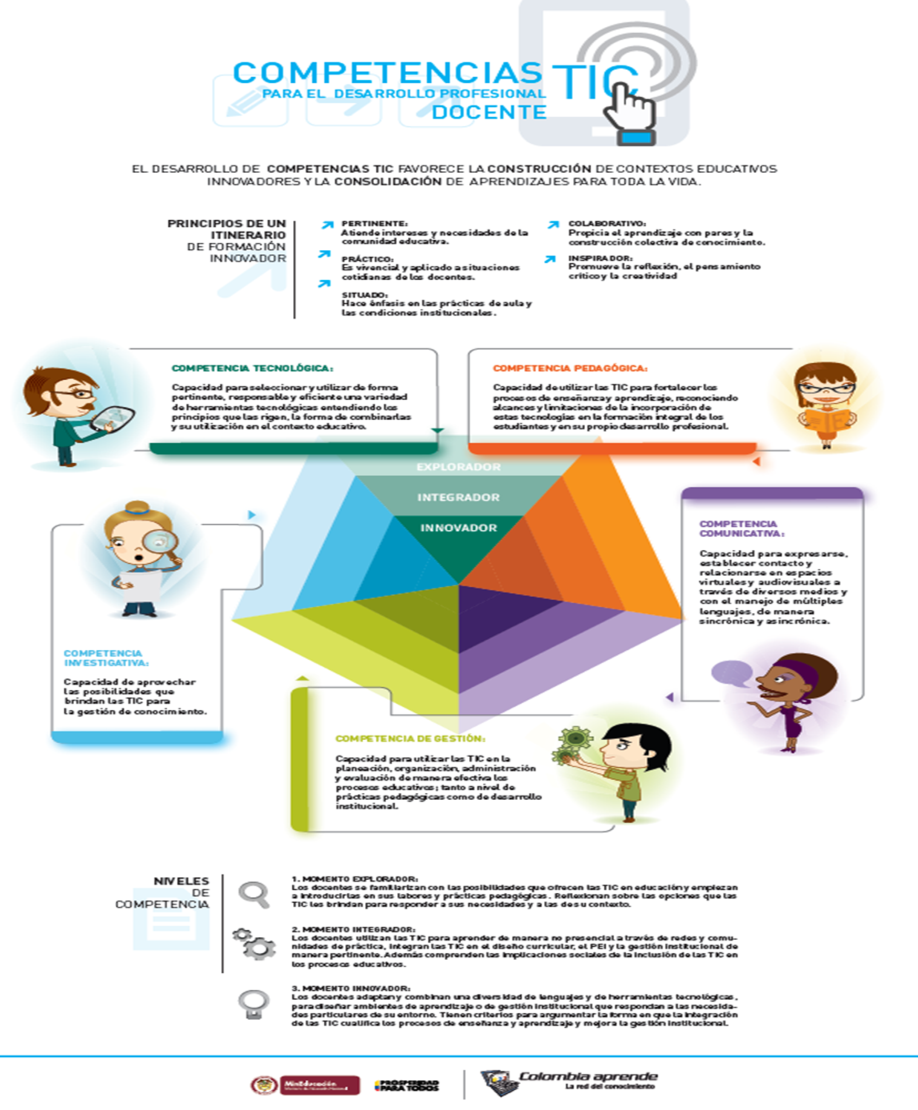 COMPETENCIAS TIC
PARA EL DESARROLLO PROFESIONAL
DOCENTE
EL DESARROLLO DE COMPETENCIAS TIC FAVORECE LA CONSTRUCCIÓN DE CONTEXTOS EDUCATIVOS
INNOVADORES Y LA CONSOLIDACIÓN DE APRENDIZAJES PARA TODA LA VIDA.
PRINCIPIOS DE UN
ITINERARIO
DE FORMACIÓN
INNOVADOR
PERTINENTE:
Atiende intereses y necesidades de la
comunidad educativa.
PRÁCTICO:
Es vivencial y aplicado a situaciones
cotidianas de los docentes.
SITUADO:
Hace énfasis en las prácticas de aula y
las condiciones institucionales.
COLABORATIVO:
Propicia el aprendizaje con pares y la
construcción colectiva de conocimiento.
INSPIRADOR:
Promueve la reflexión, el pensamiento
crítico y la creatividad
COMPETENCIA TECNOLÓGICA:
Capacidad para seleccionar y utilizar de forma
pertinente, responsable y eficiente una variedad
de herramientas tecnológicas entendiendo los
principios que las rigen, la forma de combinarlas
y su utilización en el contexto educativo.
COMPETENCIA PEDAGÓGICA:
Capacidad de utilizar las TIC para fortalecer los
procesos de enseñanza y aprendizaje, reconociendo
alcances y limitaciones de la incorporación de
estas tecnologías en la formación integral de los
estudiantes y en su propio desarrollo profesional.
EXPLORADOR
INTEGRADOR
INNOVADOR
COMPETENCIA
COMUNICATIVA:
Capacidad para expresarse,
establecer contacto y
relacionarse en espacios
virtuales y audiovisuales a
través de diversos medios y
con el manejo de múltiples
lenguajes, de manera
sincrónica y asincrónica.
COMPETENCIA
INVESTIGATIVA:
Capacidad de aprovechar
las posibilidades que
brindan las TIC para
la gestión de conocimiento.
COMPETENCIA DE GESTIÓN:
Capacidad para utilizar las TIC en la
planeación, organización, administración
y evaluación de manera efectiva los
procesos educativos; tanto a nivel de
prácticas pedagógicas como de desarrollo
institucional.
NIVELES
DE
COMPETENCIA
1. MOMENTO EXPLORADOR:
Los docentes se familiarizan con las posibilidades que ofrecen las TIC en educación y empiezan
a introducirlas en sus labores y prácticas pedagógicas. Reflexionan sobre las opciones que las
TIC les brindan para responder a sus necesidades y a las de su contexto.
2. MOMENTO INTEGRADOR:
Los docentes utilizan las TIC para aprender de manera no presencial a través de redes y comu-
nidades de práctica, integran las TIC en el diseño curricular, el PEI y la gestión institucional de
manera pertinente. Además comprenden las implicaciones sociales de la inclusión de las TIC en
los procesos educativos.
3. MOMENTO INNOVADOR:
Los docentes adaptan y combinan una diversidad de lenguajes y de herramientas tecnológicas,
para diseñar ambientes de aprendizaje o de gestión institucional que respondan a las necesida-
des particulares de su entorno. Tienen criterios para argumentar la forma en que la integración
de las TIC cualifica los procesos de enseñanza y aprendizaje y mejora la gestión institucional.
MinEducación
PROSPERIDAD
PARA TODOS
Colombia aprende
La red del conocimiento